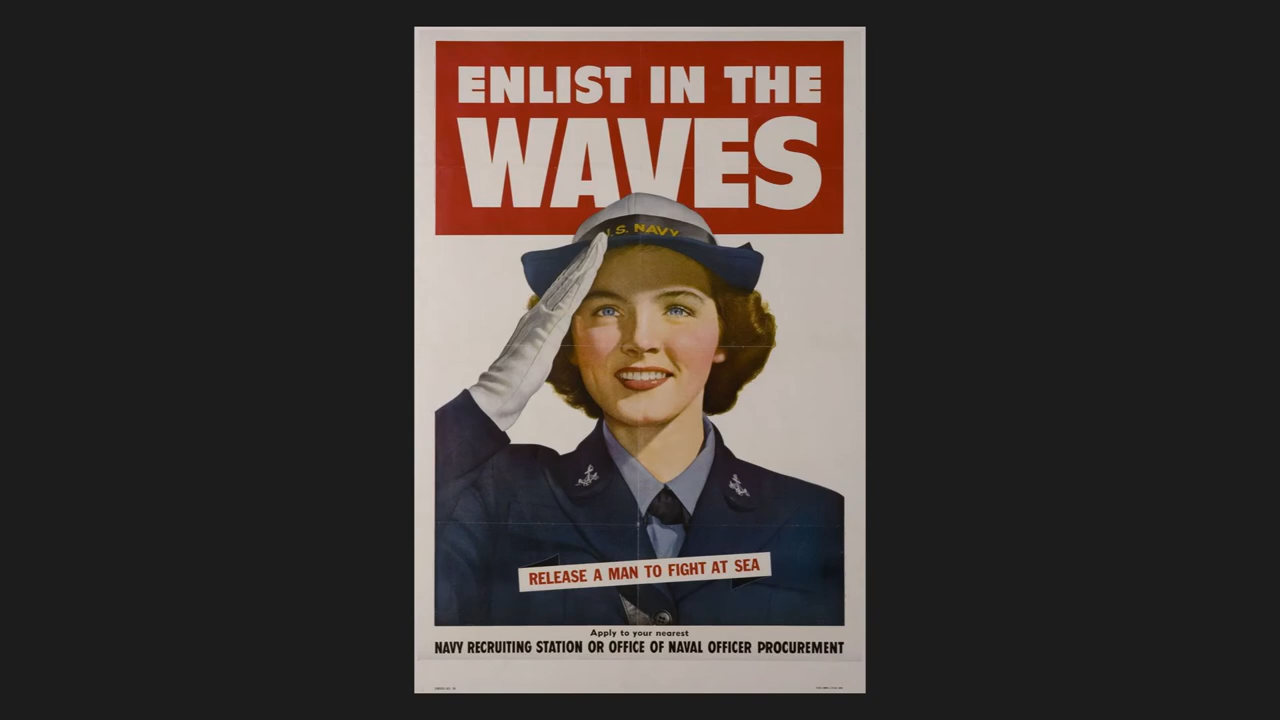 ENLIST IN THE
WAVES
U.S. NAVY
RELEASE A MAN TO FIGHT AT SEA
Apply to your nearest
NAVY RECRUITING STATION OR OFFICE OF NAVAL OFFICER PROCUREMENT